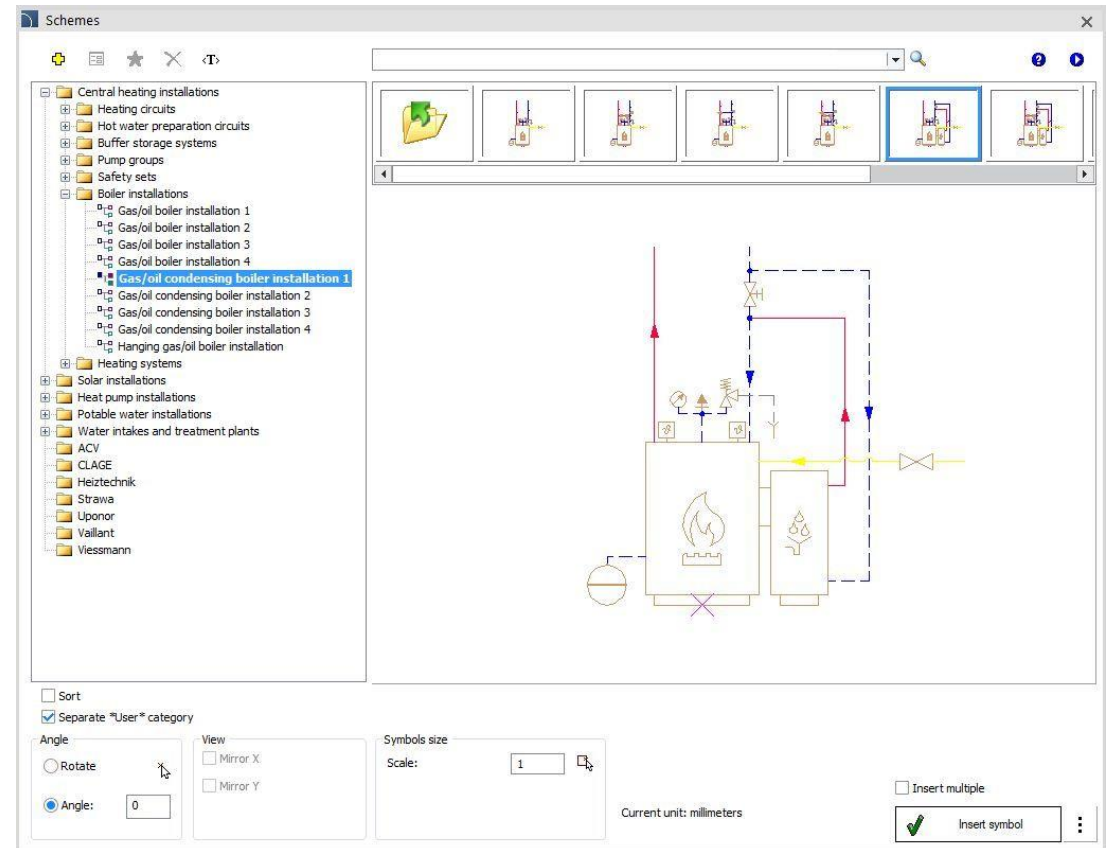 Schemes
<T>
Central heating installations
Heating circuits
Hot water preparation circuits
Buffer storage systems
Pump groups
Safety sets
Boiler installations
Gas/oil boiler installation 1
Gas/oil boiler installation 2
Gas/oil boiler installation 3
Gas/oil boiler installation 4
Gas/oil condensing boiler installation 1
Gas/oil condensing boiler installation 2
Gas/oil condensing boiler installation 3
Gas/oil condensing boiler installation 4
Hanging gas/oil boiler installation
Heating systems
Solar installations
Heat pump installations
Potable water installations
Water intakes and treatment plants
ACV
CLAGE
Heiztechnik
Strawa
Uponor
Vaillant
Viessmann
Sort
Separate *User* category
Angle
Rotate
Angle: 0
View
Mirror X
Mirror Y
Symbols size
Scale: 1
Current unit: millimeters
Insert multiple
Insert symbol